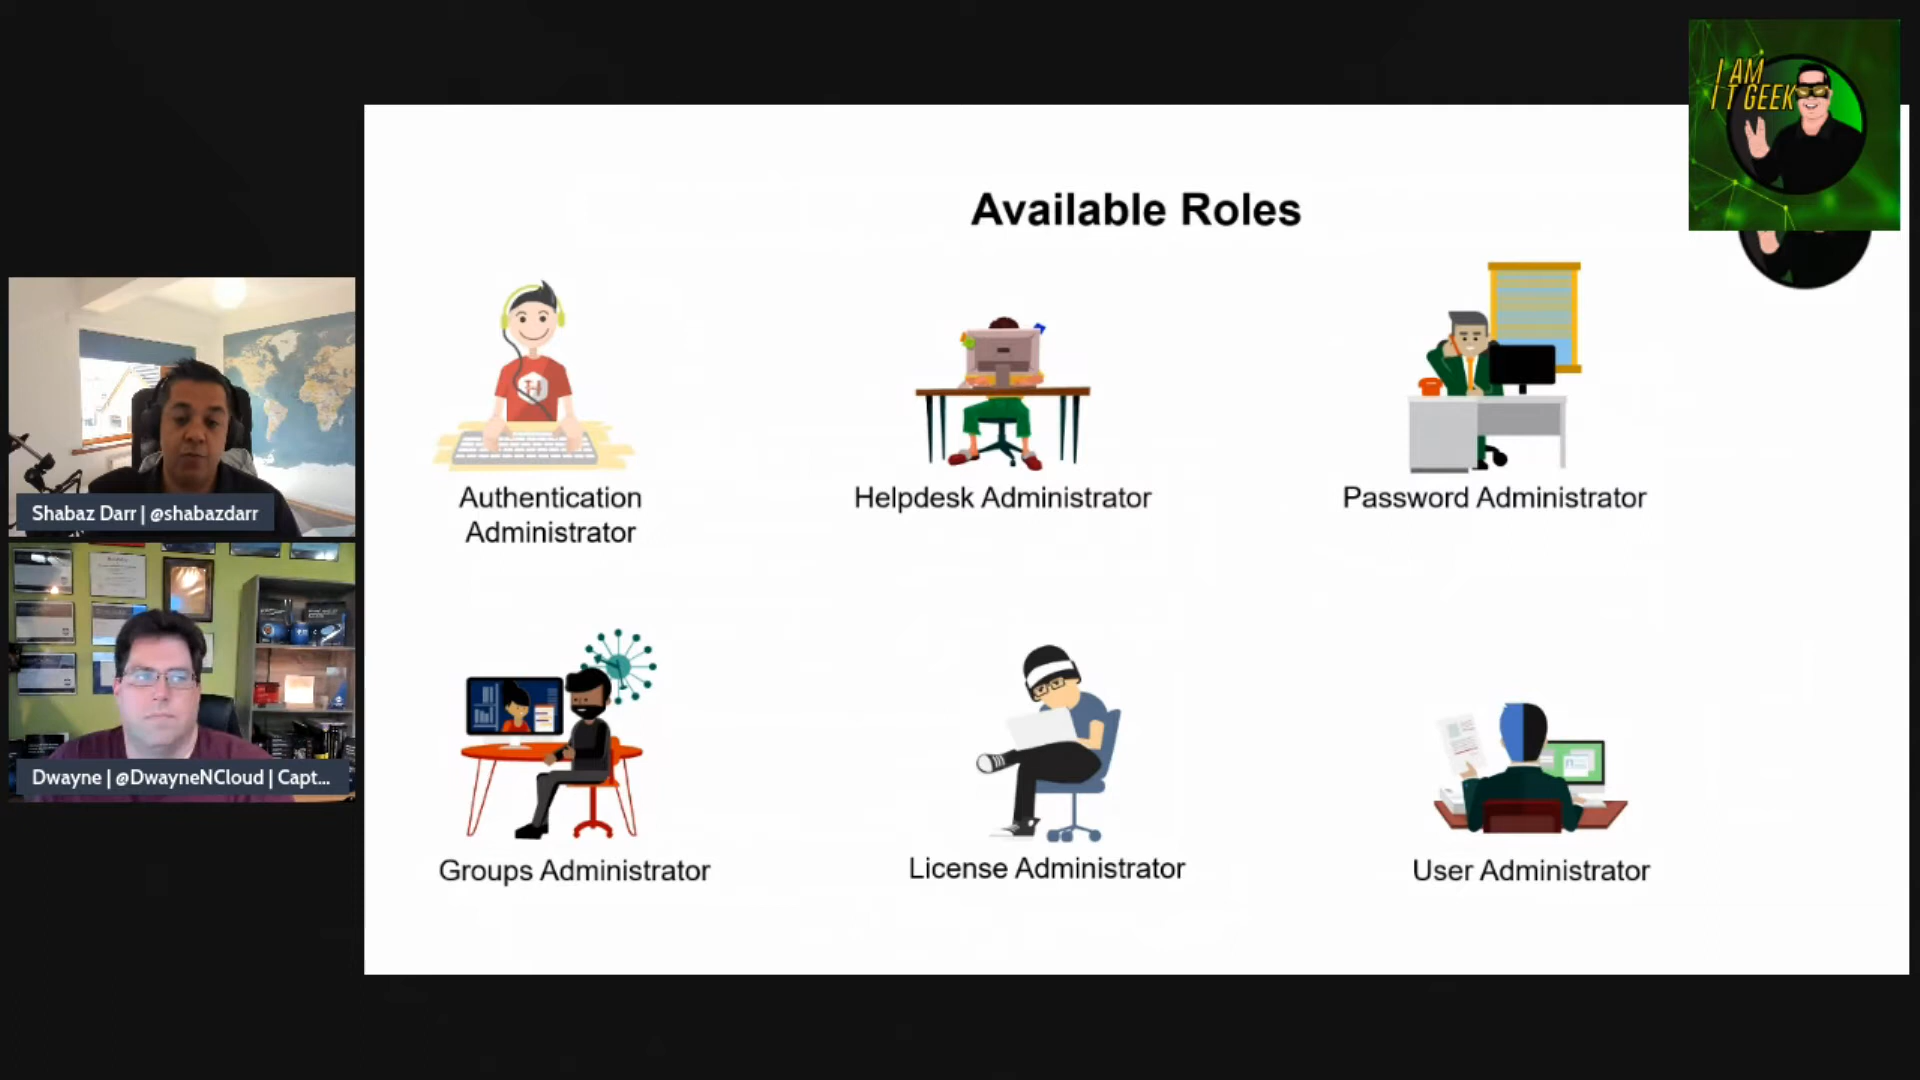 I AM
I T GEEK
Available Roles
Authentication
Administrator
Helpdesk Administrator
Password Administrator
Groups Administrator
License Administrator
User Administrator
Shabaz Darr | @shabazdarr
Dwayne | @DwayneNCloud | Capt...